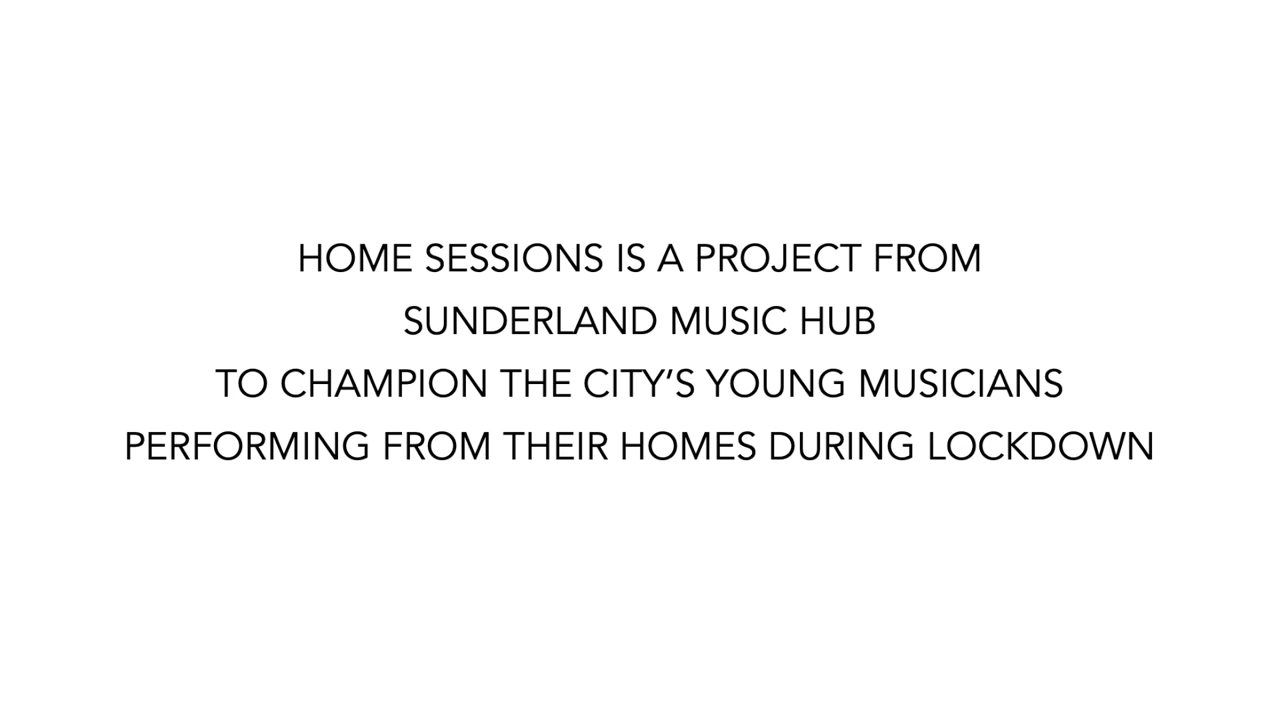 HOME SESSIONS IS A PROJECT FROM
SUNDERLAND MUSIC HUB
TO CHAMPION THE CITY’S YOUNG MUSICIANS
PERFORMING FROM THEIR HOMES DURING LOCKDOWN